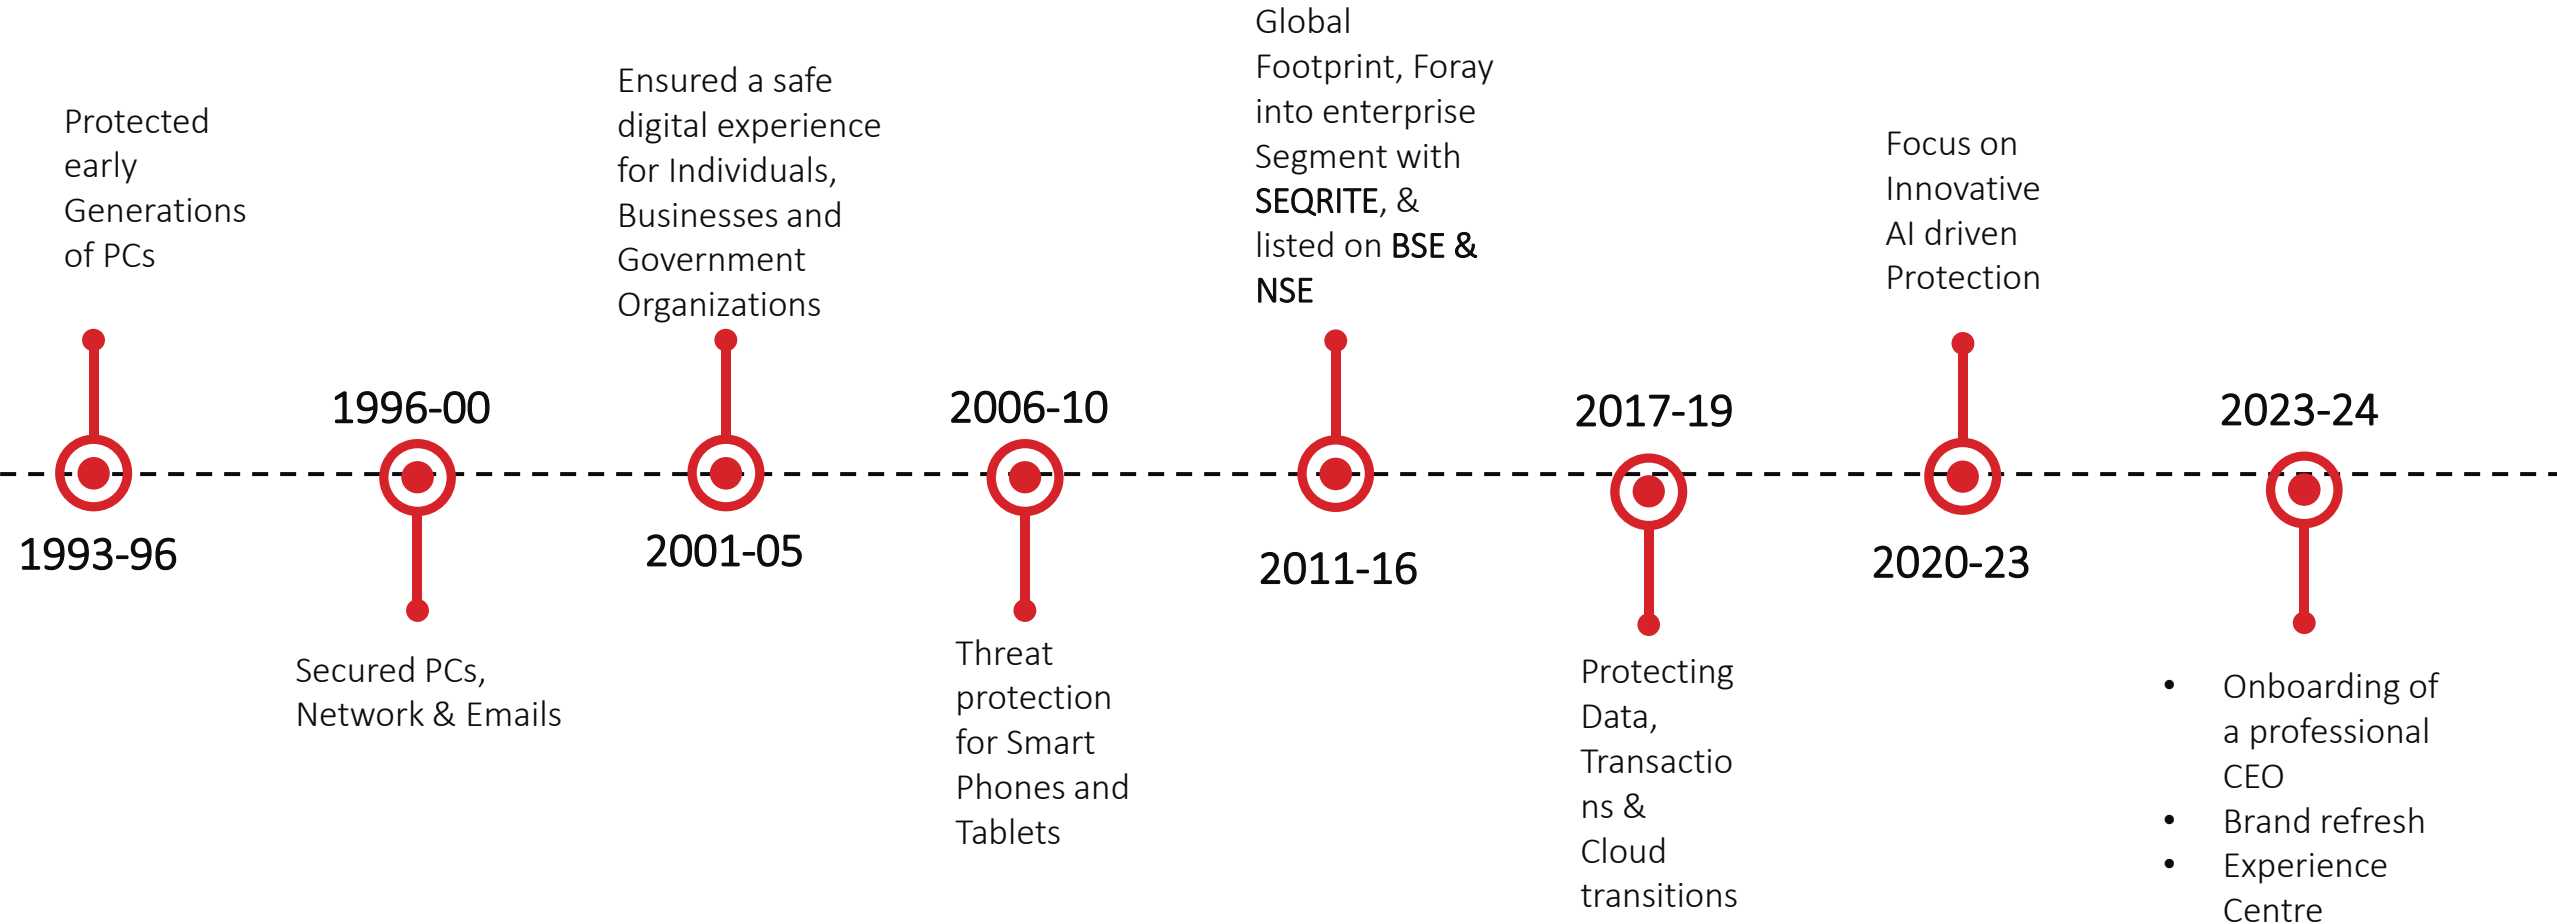 Protected
early
Generations
of PCs
1993-96
1996-00
Secured PCs,
Network & Emails
Ensured a safe
digital experience
for Individuals,
Businesses and
Government
Organizations
2001-05
2006-10
Threat
protection
for Smart
Phones and
Tablets
Global
Footprint, Foray
into enterprise
Segment with
SEQRITE, &
listed on BSE &
NSE
2011-16
2017-19
Protecting
Data,
Transactio
ns &
Cloud
transitions
Focus on
Innovative
AI driven
Protection
2020-23
2023-24
• Onboarding of
a professional
CEO
• Brand refresh
• Experience
Centre